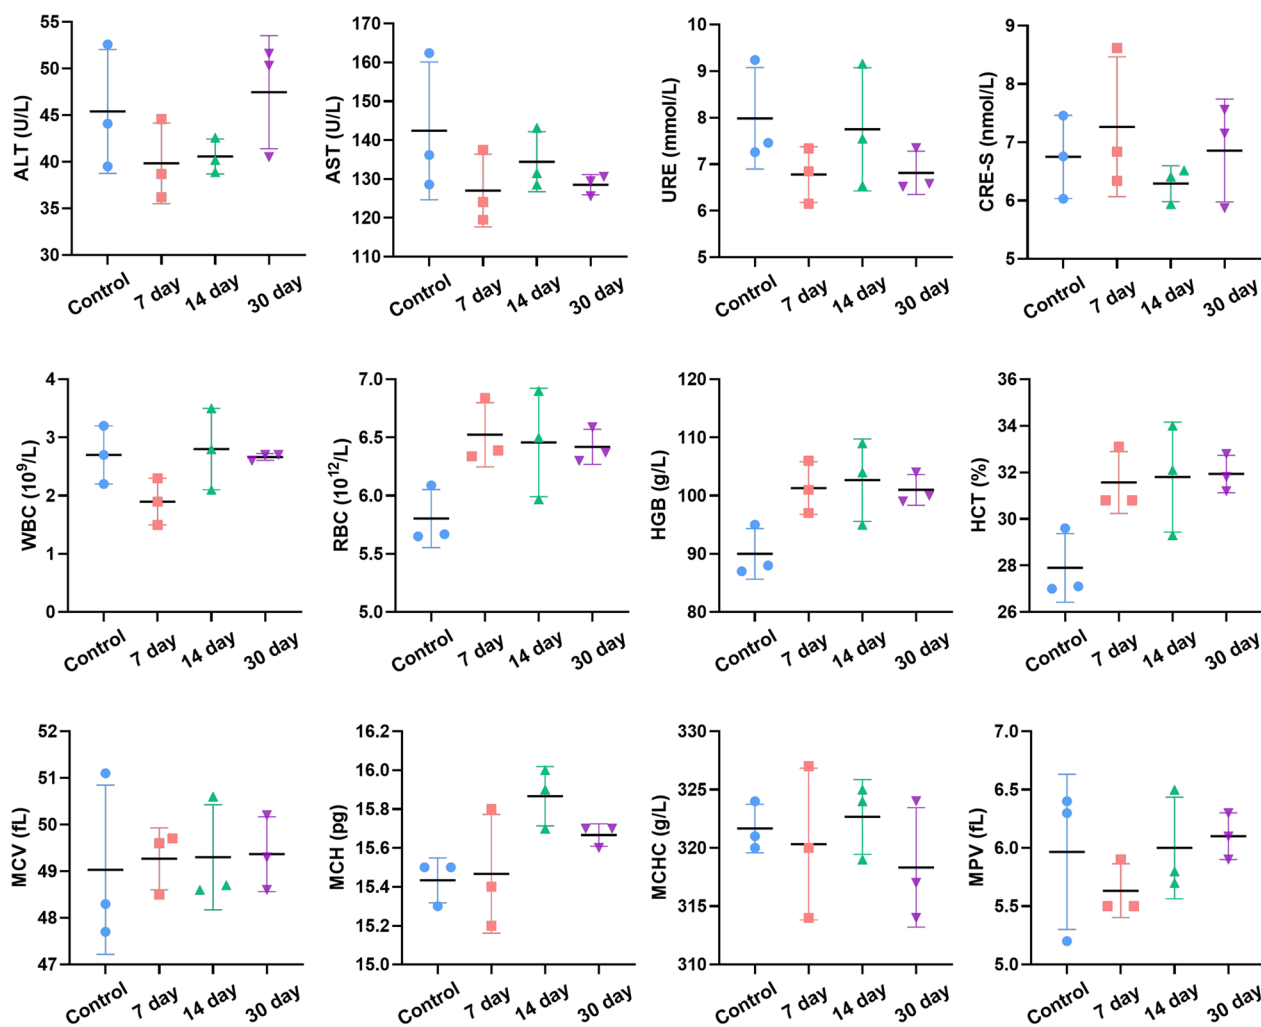 ALT (U/L)
55
50
45
40
35
30
Control
7 day
14 day
30 day
AST (U/L)
170
160
150
140
130
120
110
Control
7 day
14 day
30 day
URE (mmol/L)
10
9
8
7
6
5
Control
7 day
14 day
30 day
CRE-S (nmol/L)
9
8
7
6
5
Control
7 day
14 day
30 day
WBC (10⁹/L)
4
3
2
1
0
Control
7 day
14 day
30 day
RBC (10¹²/L)
7.0
6.5
6.0
5.5
5.0
Control
7 day
14 day
30 day
HGB (g/L)
120
110
100
90
80
Control
7 day
14 day
30 day
HCT (%)
36
34
32
30
28
26
Control
7 day
14 day
30 day
MCV (fL)
52
51
50
49
48
47
Control
7 day
14 day
30 day
MCH (pg)
16.2
16.0
15.8
15.6
15.4
15.2
15.0
Control
7 day
14 day
30 day
MCHC (g/L)
330
325
320
315
310
Control
7 day
14 day
30 day
MPV (fL)
7.0
6.5
6.0
5.5
5.0
Control
7 day
14 day
30 day